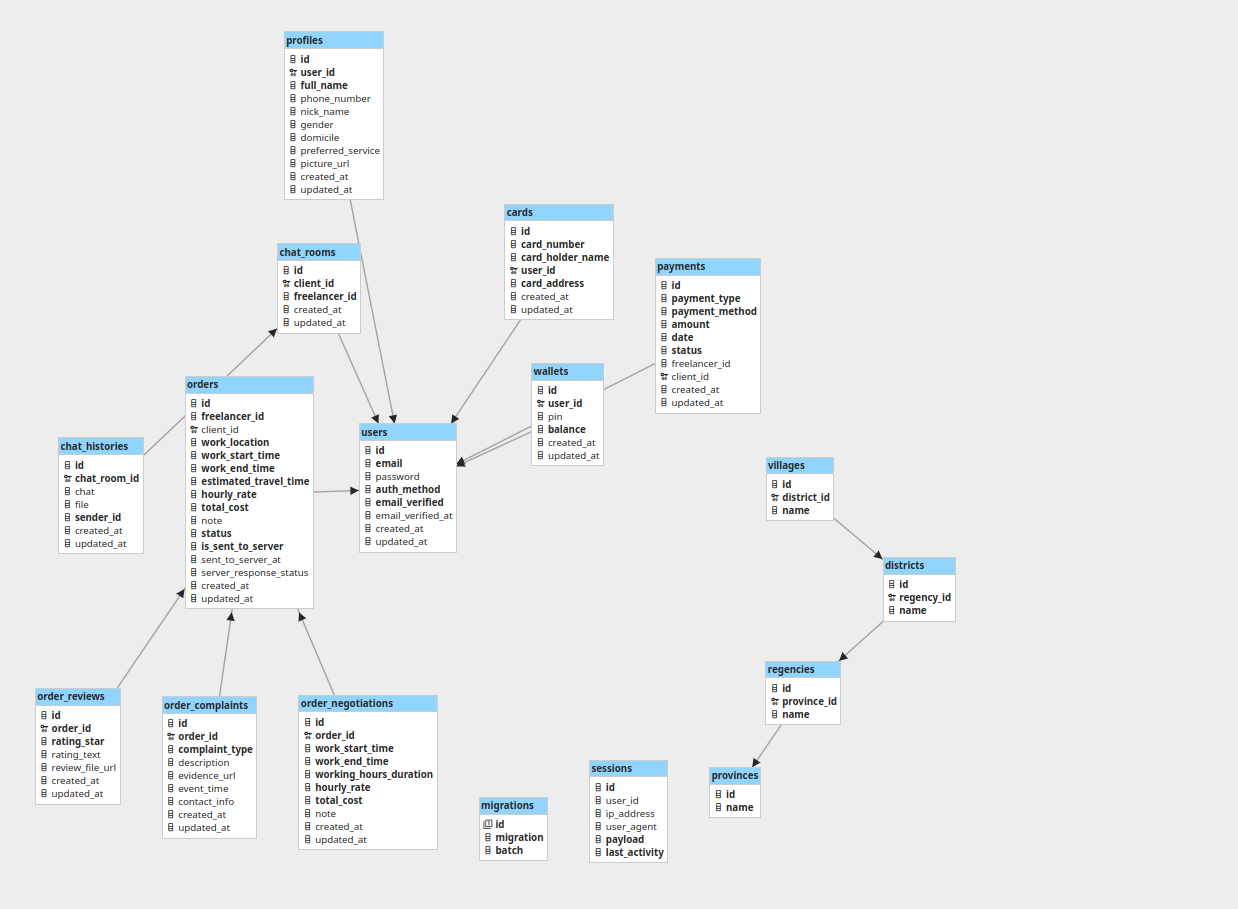 profiles
id
user_id
full_name
phone_number
nick_name
gender
domicile
preferred_service
picture_url
created_at
updated_at
cards
id
card_number
card_holder_name
user_id
card_address
created_at
updated_at
chat_rooms
id
client_id
freelancer_id
created_at
updated_at
payments
id
payment_type
payment_method
amount
date
status
freelancer_id
client_id
created_at
updated_at
wallets
id
user_id
pin
balance
created_at
updated_at
orders
id
freelancer_id
client_id
work_location
work_start_time
work_end_time
estimated_travel_time
hourly_rate
total_cost
note
status
is_sent_to_server
sent_to_server_at
server_response_status
created_at
updated_at
users
id
email
password
auth_method
email_verified
email_verified_at
created_at
updated_at
chat_histories
id
chat_room_id
chat
file
sender_id
created_at
updated_at
villages
id
district_id
name
districts
id
regency_id
name
regencies
id
province_id
name
order_reviews
id
order_id
rating_star
rating_text
review_file_url
created_at
updated_at
order_complaints
id
order_id
complaint_type
description
evidence_url
event_time
contact_info
created_at
updated_at
order_negotiations
id
order_id
work_start_time
work_end_time
working_hours_duration
hourly_rate
total_cost
note
created_at
updated_at
sessions
id
user_id
ip_address
user_agent
payload
last_activity
provinces
id
name
migrations
id
migration
batch